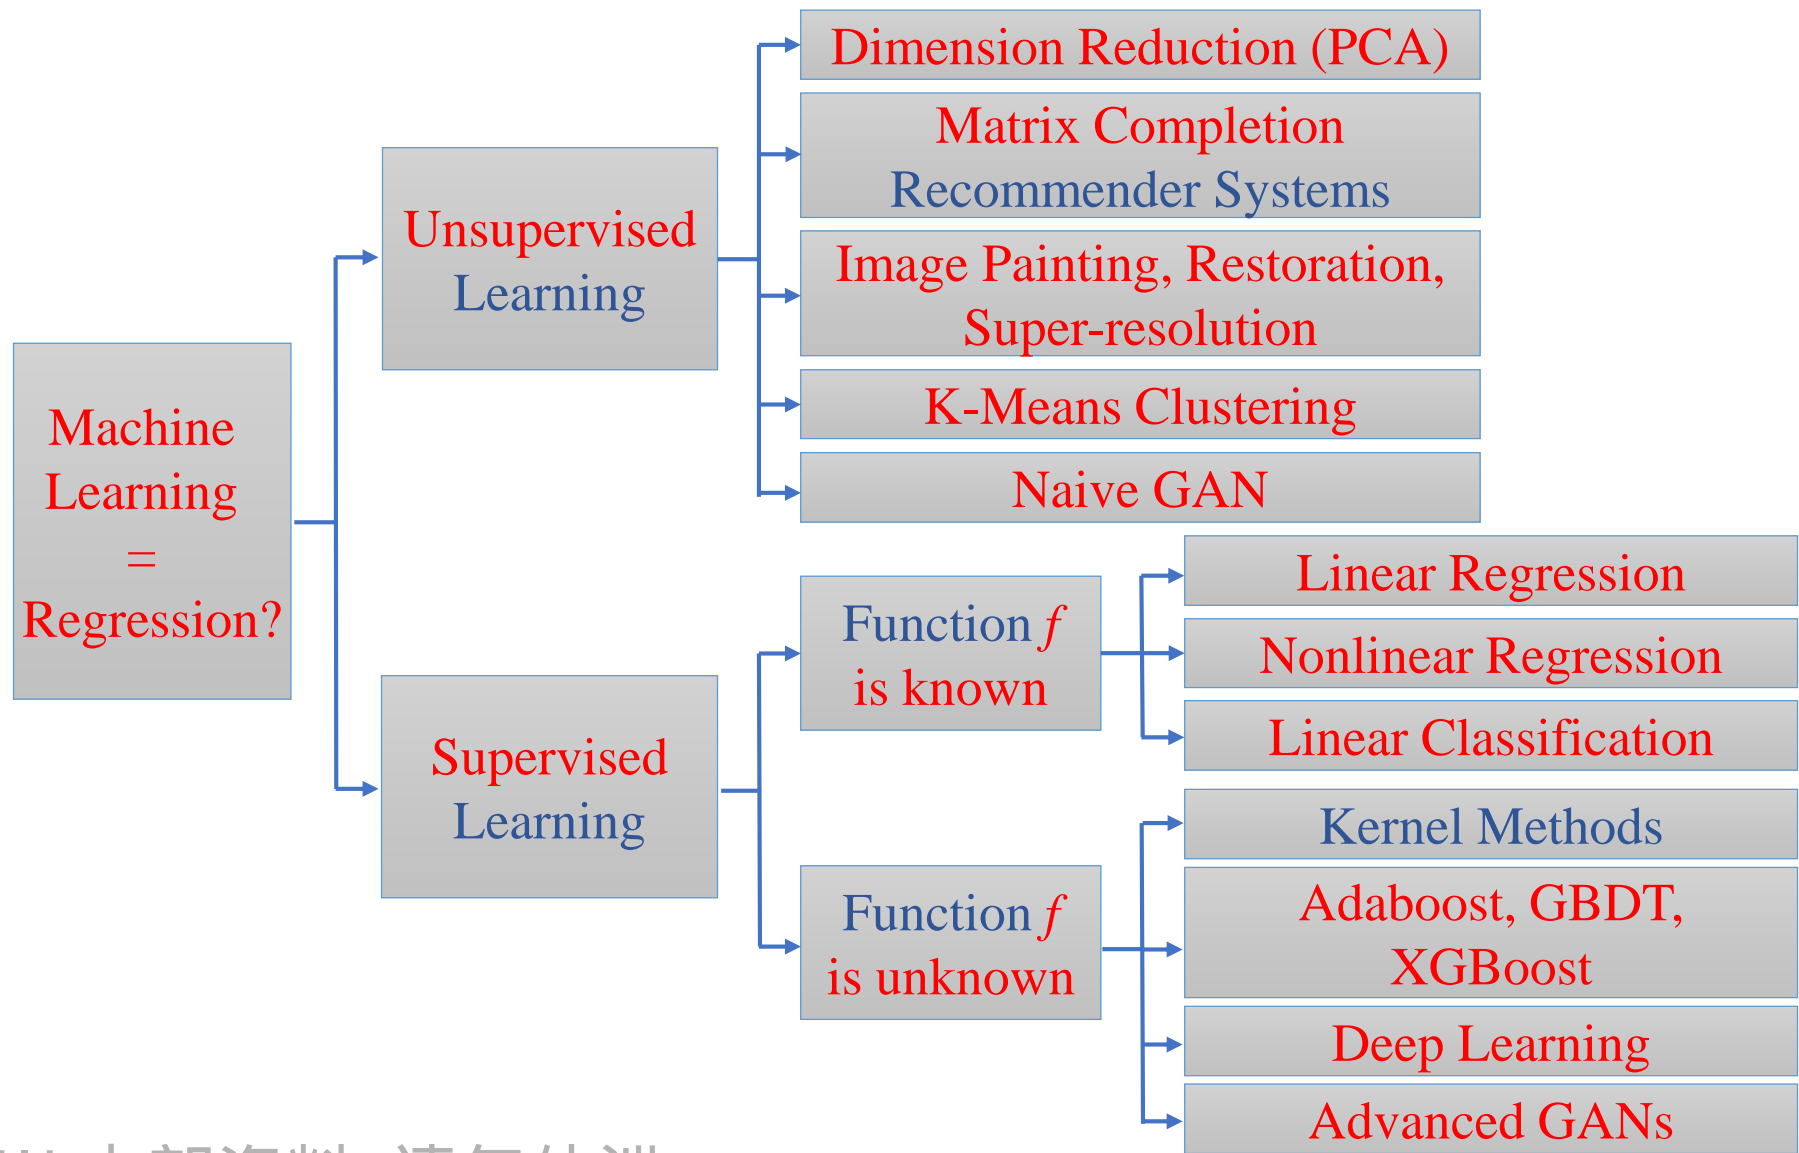 Machine
Learning
=
Regression?
Unsupervised
Learning
Dimension Reduction (PCA)
Matrix Completion
Recommender Systems
Image Painting, Restoration,
Super-resolution
K-Means Clustering
Naive GAN
Supervised
Learning
Function f
is known
Linear Regression
Nonlinear Regression
Linear Classification
Function f
is unknown
Kernel Methods
Adaboost, GBDT,
XGBoost
Deep Learning
Advanced GANs